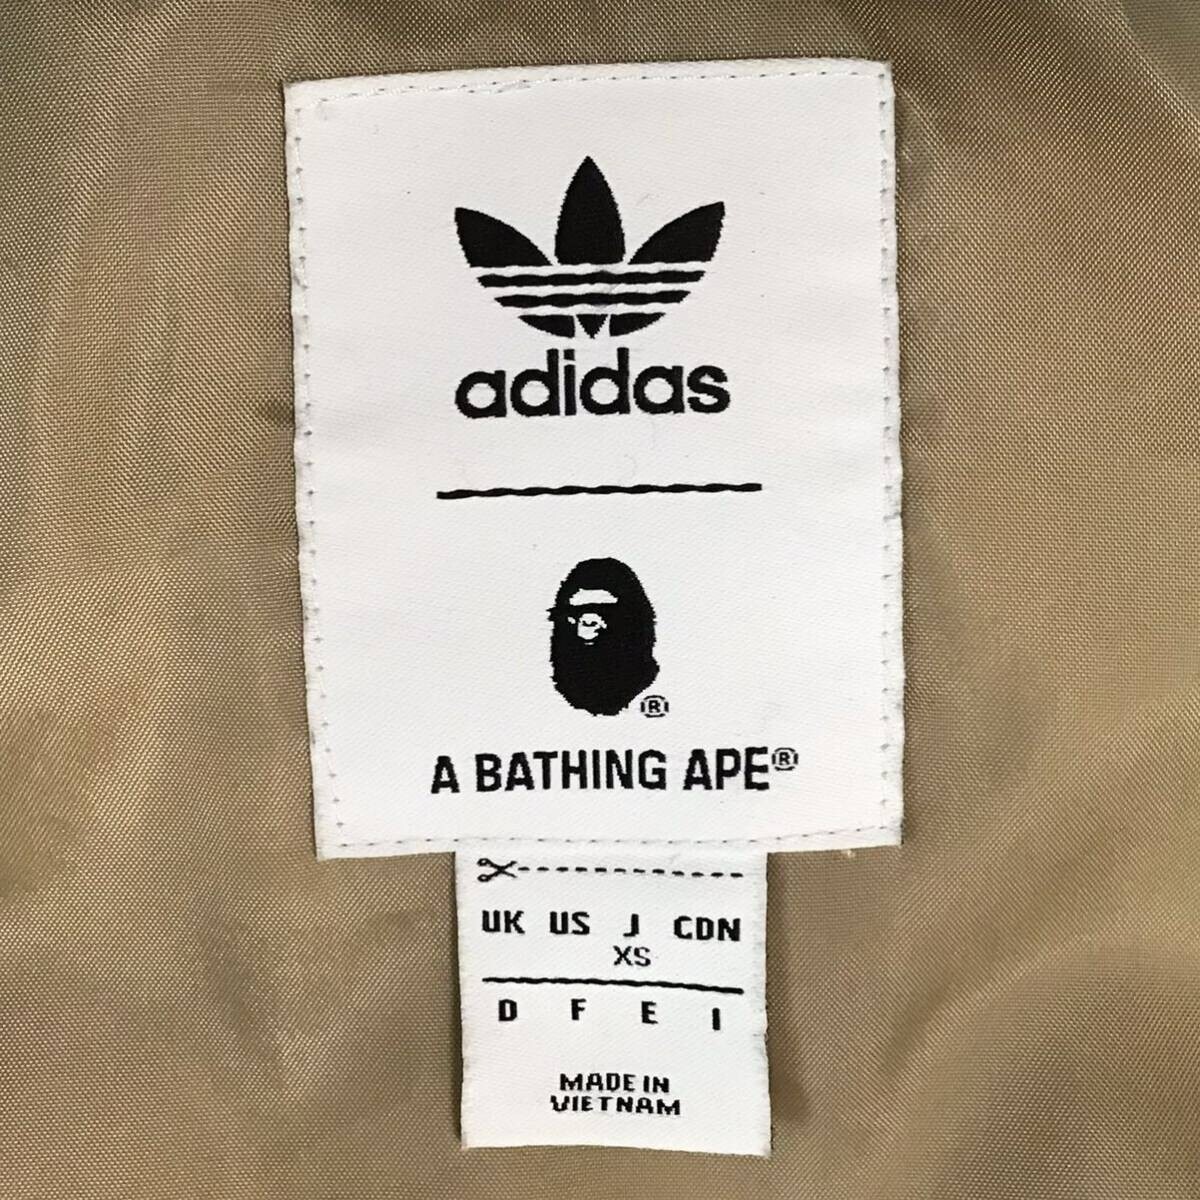 adidas
®
A BATHING APE®
UK US J CDN
XS
D F E I
MADE IN
VIETNAM